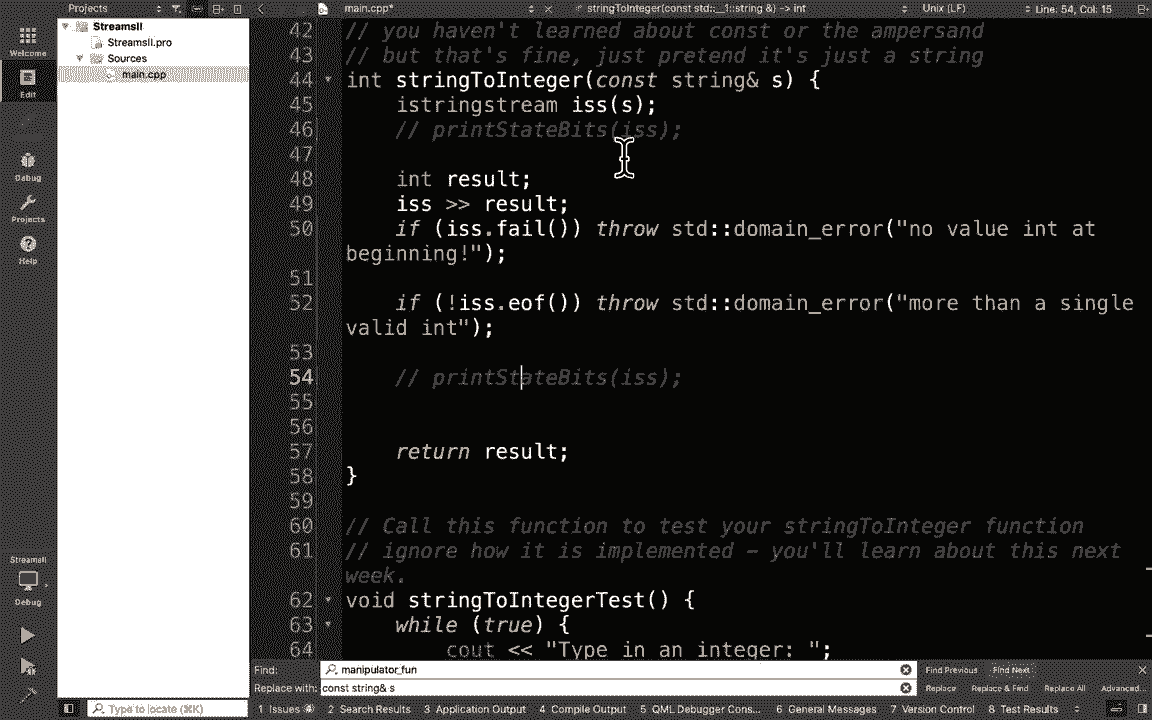 Projects
main.cpp*
stringToInteger(const std::__1::string &) -> int
Unix (LF)
Line: 54, Col: 15
Welcome
Edit
Debug
Projects
Help
StreamsII
Debug
StreamsII
StreamsII.pro
Sources
main.cpp
42 // you haven't learned about const or the ampersand
43 // but that's fine, just pretend it's just a string
44 int stringToInteger(const string& s) {
45 istringstream iss(s);
46 // printStateBits(iss);
47
48 int result;
49 iss >> result;
50 if (iss.fail()) throw std::domain_error("no value int at
beginning!");
51
52 if (!iss.eof()) throw std::domain_error("more than a single
valid int");
53
54 // printStateBits(iss);
55
56
57 return result;
58 }
59
60 // Call this function to test your stringToInteger function
61 // ignore how it is implemented – you'll learn about this next
week.
62 void stringToIntegerTest() {
63 while (true) {
64 cout << "Type in an integer: ";
Find: manipulator_fun Find Previous Find Next
Replace with: const string& s Replace Replace & Find Replace All Advanced...
Type to locate (⌘K) 1 Issues 2 Search Results 3 Application Output 4 Compile Output 5 QML Debugger Cons... 6 General Messages 7 Version Control 8 Test Results